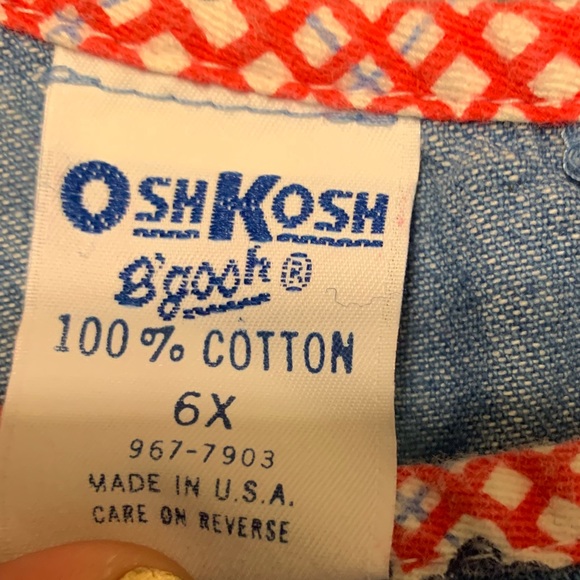 OSHKOSH
B'gosh ®
100% COTTON
6X
967-7903
MADE IN U.S.A.
CARE ON REVERSE